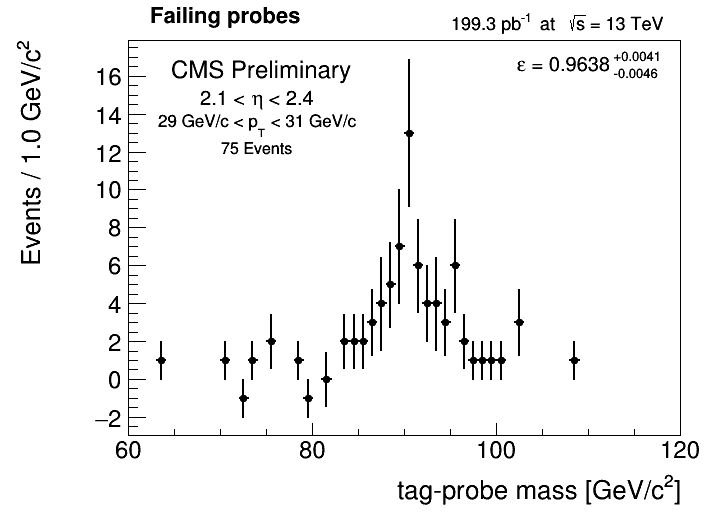 Failing probes
199.3 pb⁻¹ at √s = 13 TeV
CMS Preliminary
2.1 < η < 2.4
29 GeV/c < p_T < 31 GeV/c
75 Events
ε = 0.9638 +0.0041 -0.0046
Events / 1.0 GeV/c²
16
14
12
10
8
6
4
2
0
−2
60 80 100 120
tag-probe mass [GeV/c²]